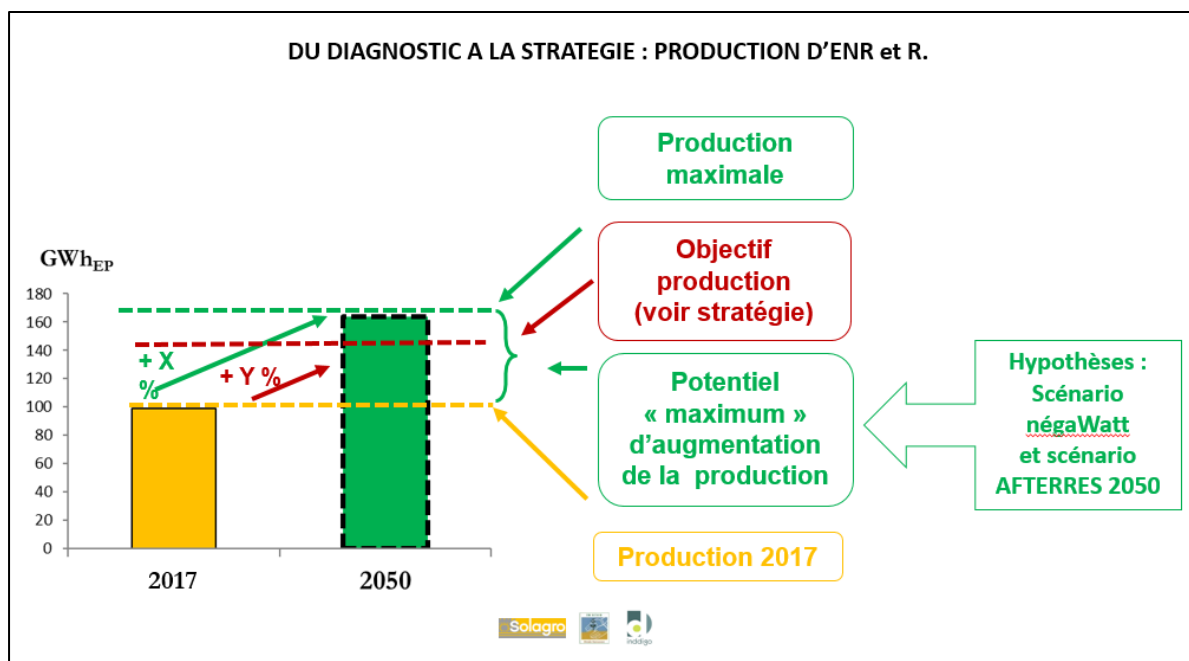 DU DIAGNOSTIC A LA STRATEGIE : PRODUCTION D'ENR et R.
Production
maximale
Objectif
production
(voir stratégie)
Potentiel
« maximum »
d'augmentation
de la production
Production 2017
Hypothèses :
Scénario
négaWatt
et scénario
AFTERRES 2050
GWhEP
180
160
140
120
100
80
60
40
20
0
+ X
%
+ Y %
2017
2050
Solagro
inddigo